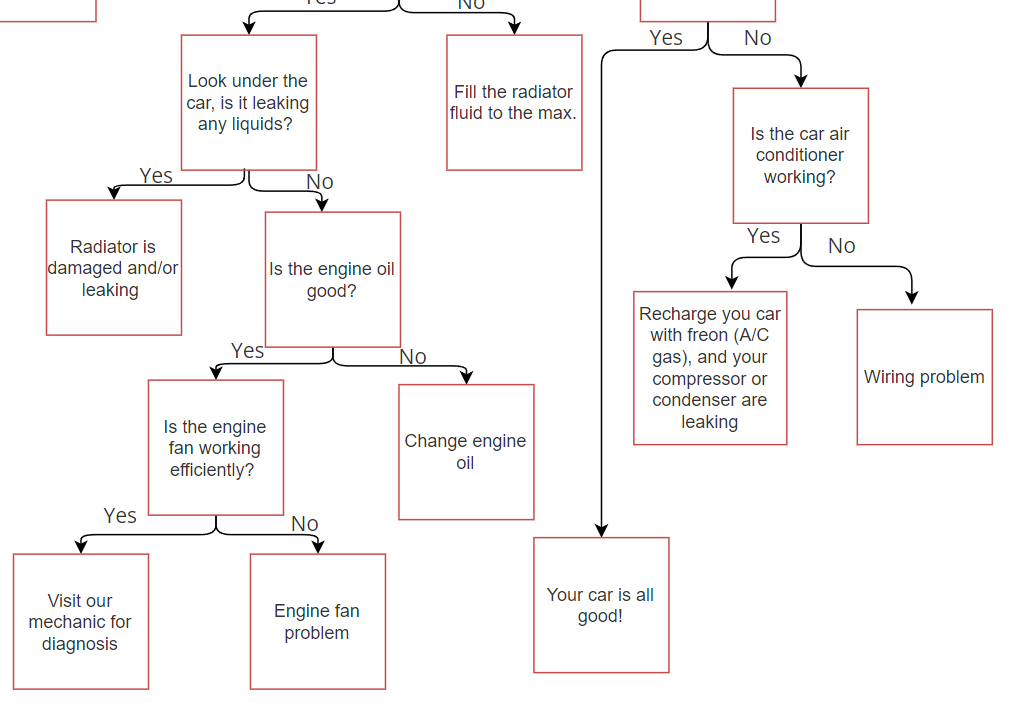 Yes
No
Yes
No
Look under the
car, is it leaking
any liquids?
Fill the radiator
fluid to the max.
Is the car air
conditioner
working?
Yes
No
Radiator is
damaged and/or
leaking
Is the engine oil
good?
Yes
No
Recharge you car
with freon (A/C
gas), and your
compressor or
condenser are
leaking
Wiring problem
Yes
No
Is the engine
fan working
efficiently?
Change engine
oil
Yes
No
Visit our
mechanic for
diagnosis
Engine fan
problem
Your car is all
good!